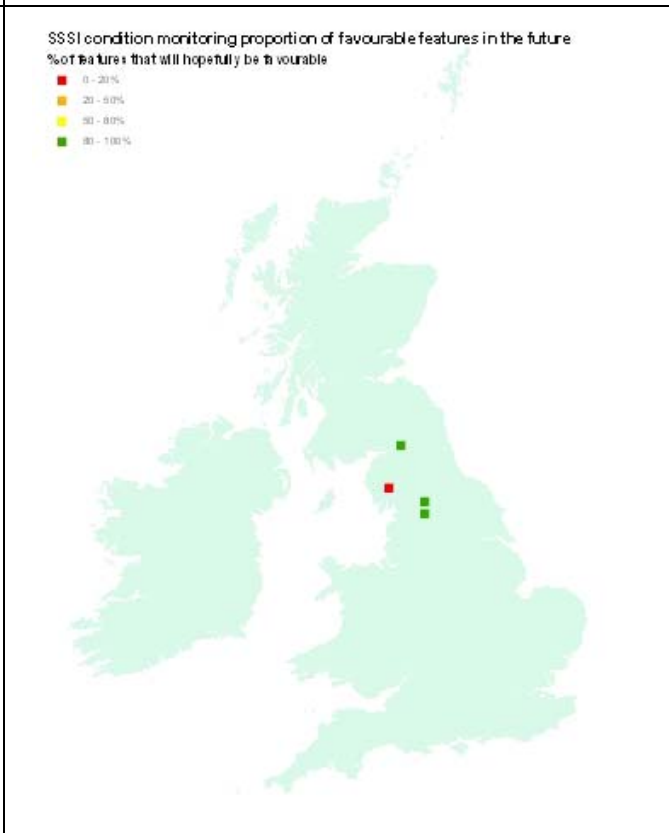 SSSI condition monitoring proportion of favourable features in the future
% of features that will hopefully be favourable
0 - 20%
20 - 50%
50 - 80%
80 - 100%